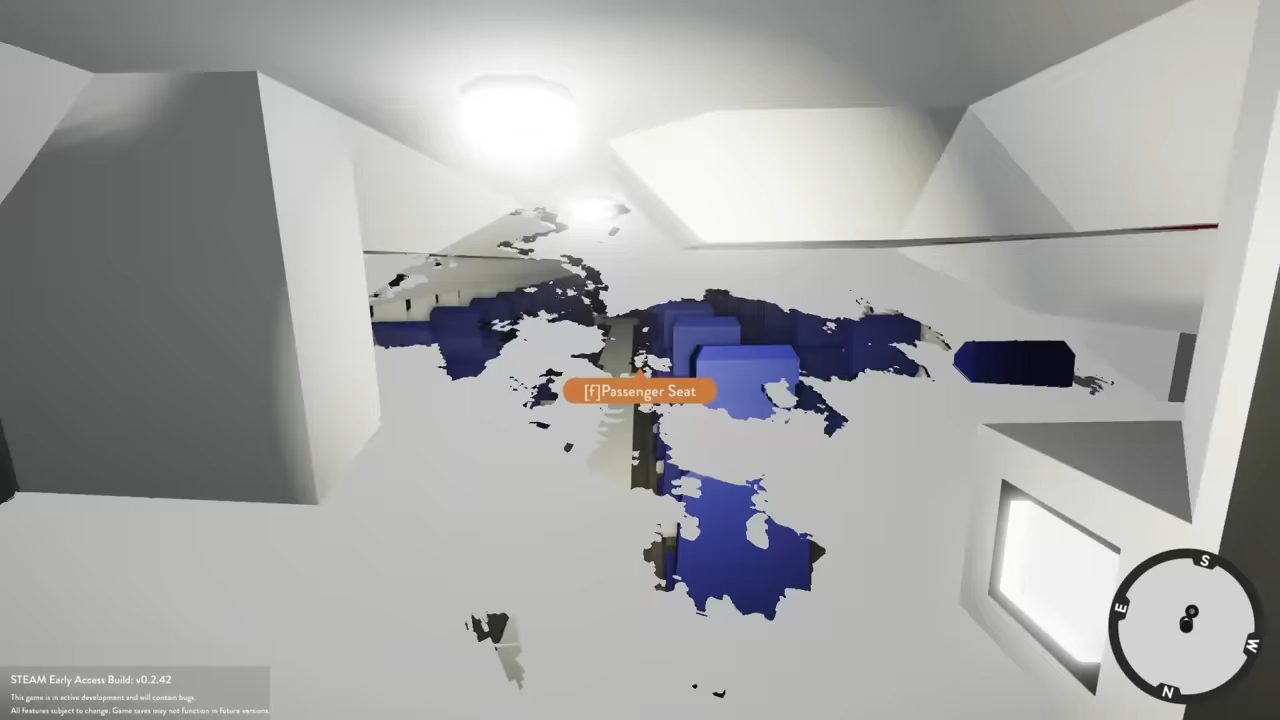 [f]Passenger Seat
S
E
W
N
STEAM Early Access Build: v0.2.42
This game is in active development and will contain bugs.
All features subject to change. Game saves may not function in future versions.